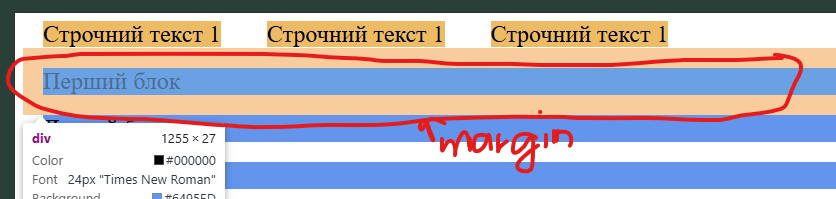 Строчний текст 1 Строчний текст 1 Строчний текст 1
Перший блок
margin
div 1255 × 27
Color #000000
Font 24px "Times New Roman"
Background #6495ED